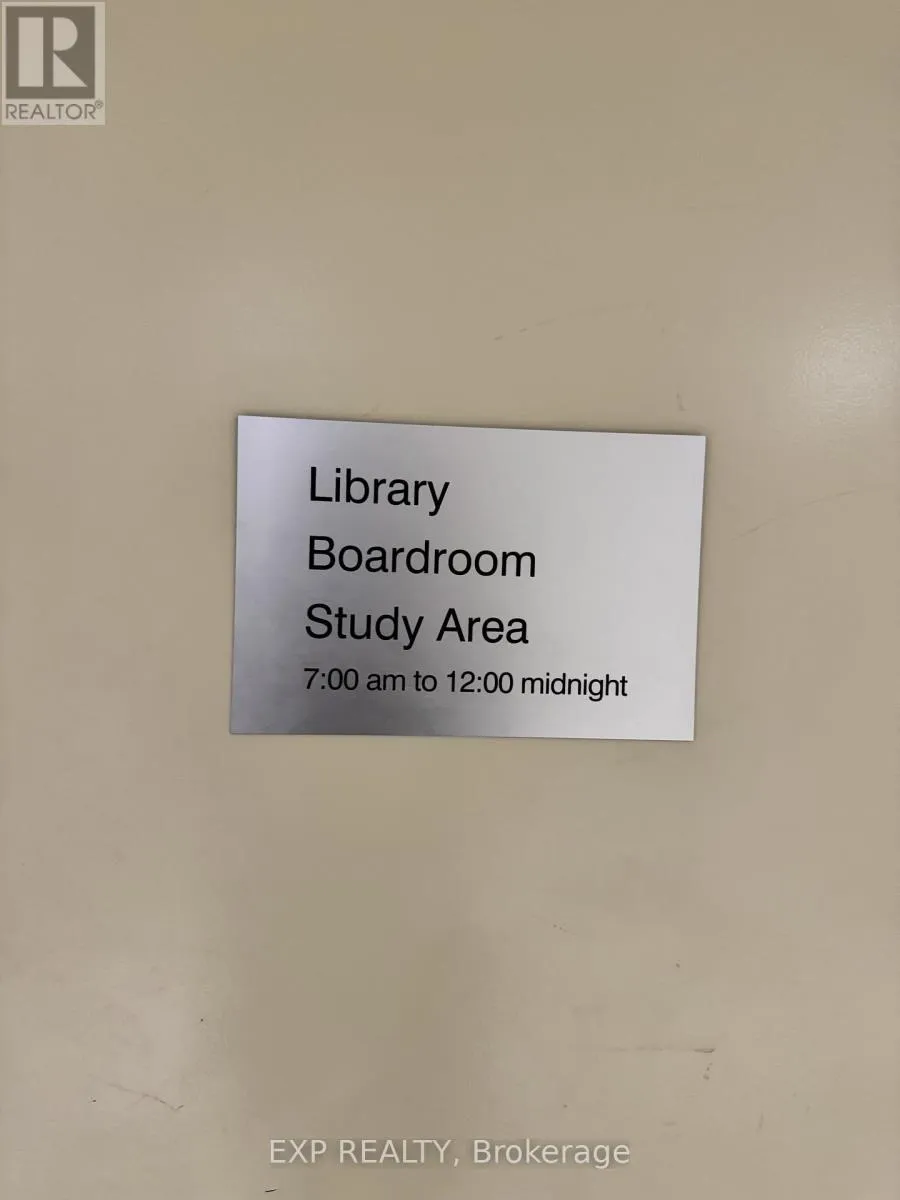 REALTOR®
Library
Boardroom
Study Area
7:00 am to 12:00 midnight
EXP REALTY, Brokerage